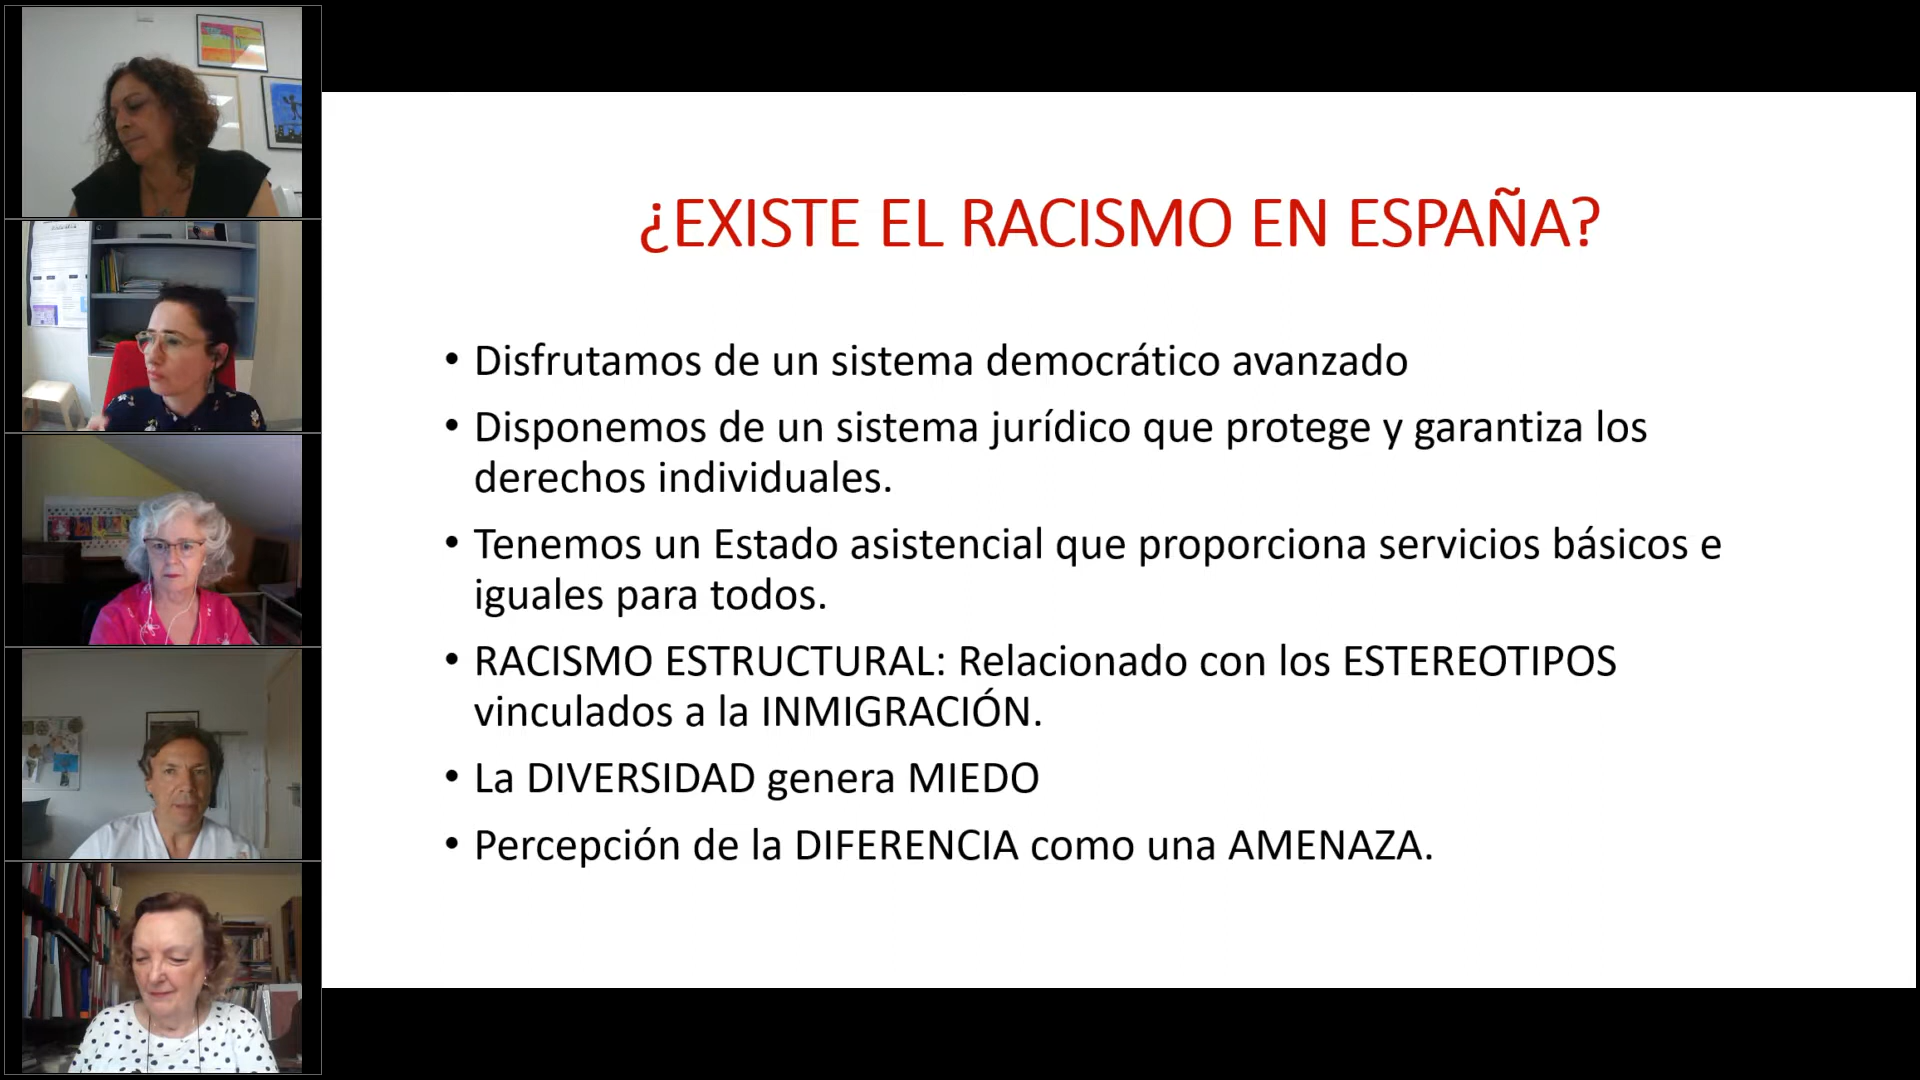 ¿EXISTE EL RACISMO EN ESPAÑA?
• Disfrutamos de un sistema democrático avanzado
• Disponemos de un sistema jurídico que protege y garantiza los
derechos individuales.
• Tenemos un Estado asistencial que proporciona servicios básicos e
iguales para todos.
• RACISMO ESTRUCTURAL: Relacionado con los ESTEREOTIPOS
vinculados a la INMIGRACIÓN.
• La DIVERSIDAD genera MIEDO
• Percepción de la DIFERENCIA como una AMENAZA.